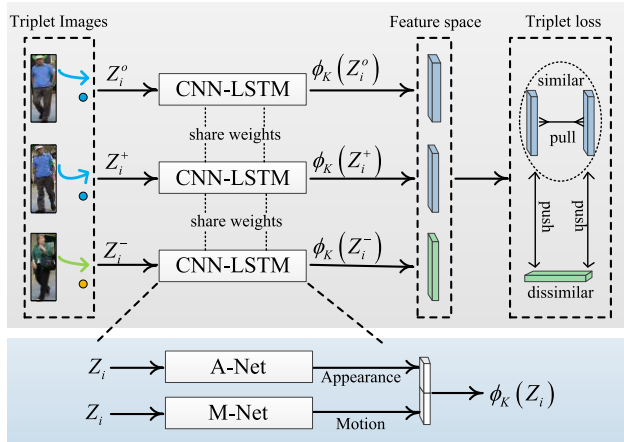 Triplet Images
Feature space
Triplet loss
Z_i^o
CNN-LSTM
ϕ_K(Z_i^o)
similar
pull
share weights
Z_i^+
CNN-LSTM
ϕ_K(Z_i^+)
share weights
push
push
Z_i^-
CNN-LSTM
ϕ_K(Z_i^-)
dissimilar
Z_i
A-Net
Appearance
ϕ_K(Z_i)
Z_i
M-Net
Motion